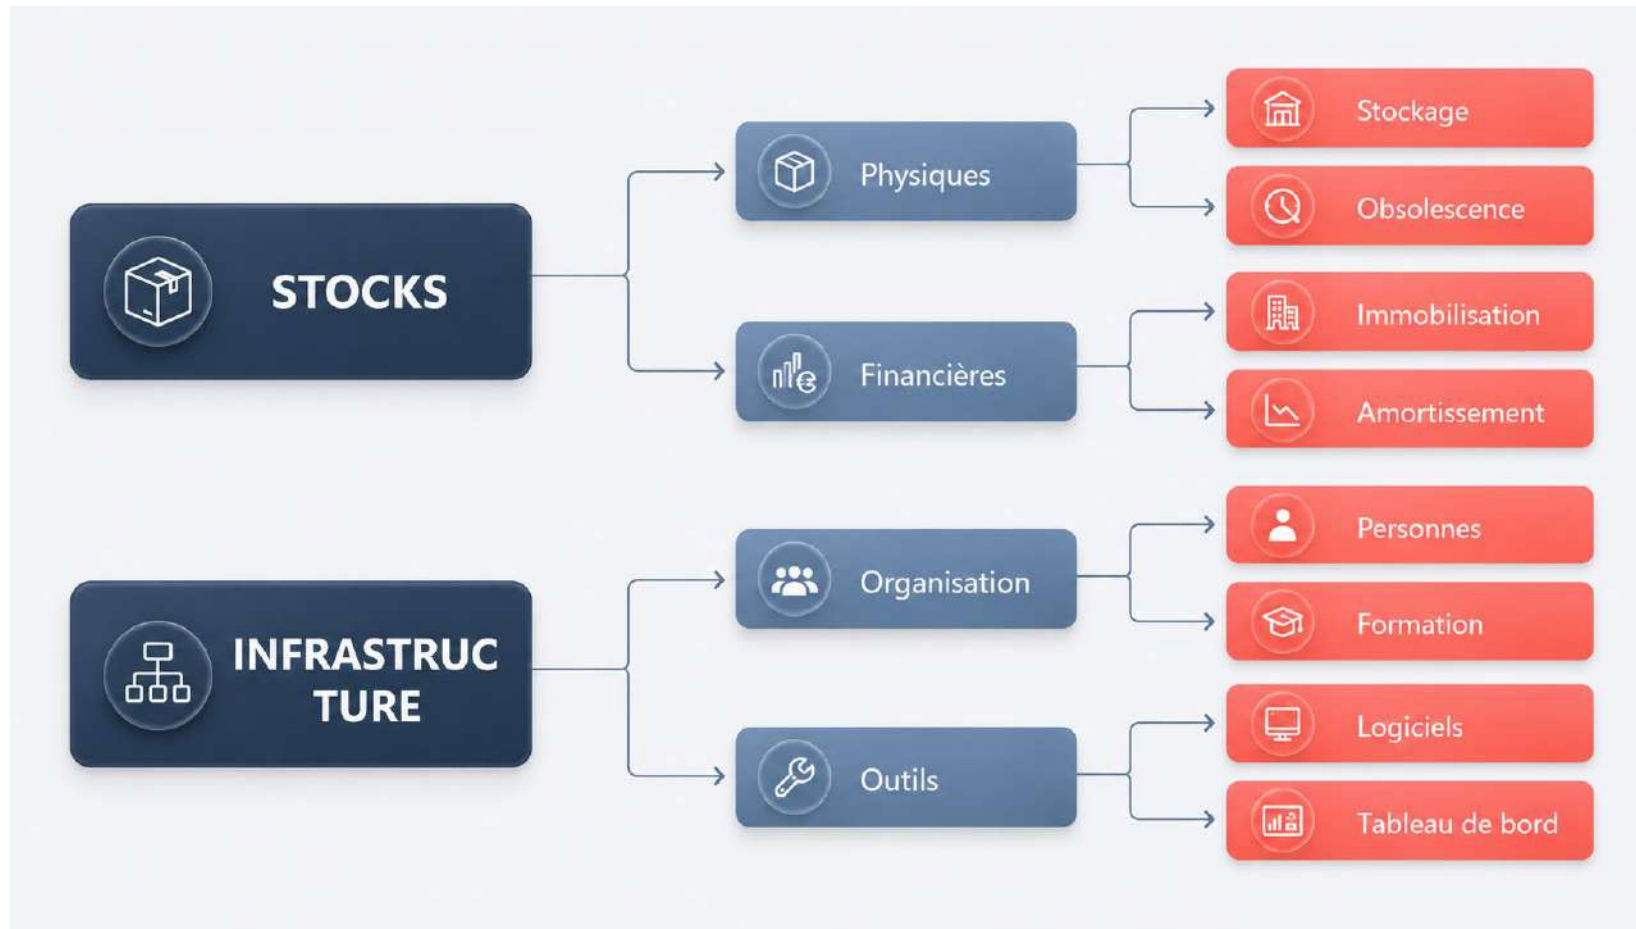 STOCKS
Physiques
Stockage
Obsolescence
Financières
Immobilisation
Amortissement
INFRASTRUC
TURE
Organisation
Personnes
Formation
Outils
Logiciels
Tableau de bord